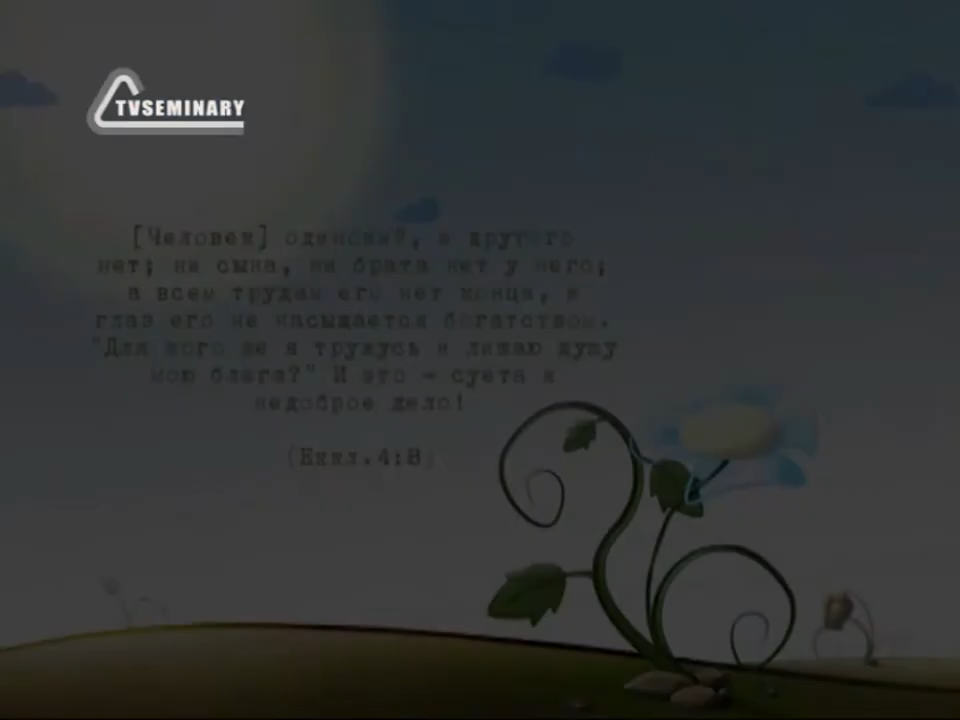 TVSEMINARY
[Человек] одинокий, и другого
нет; ни сына, ни брата нет у него;
а всем трудам его нет конца, и
глаз его не насыщается богатством.
"Для кого же я тружусь и лишаю душу
мою блага?" И это - суета и
недоброе дело!
(Еккл.4:8)